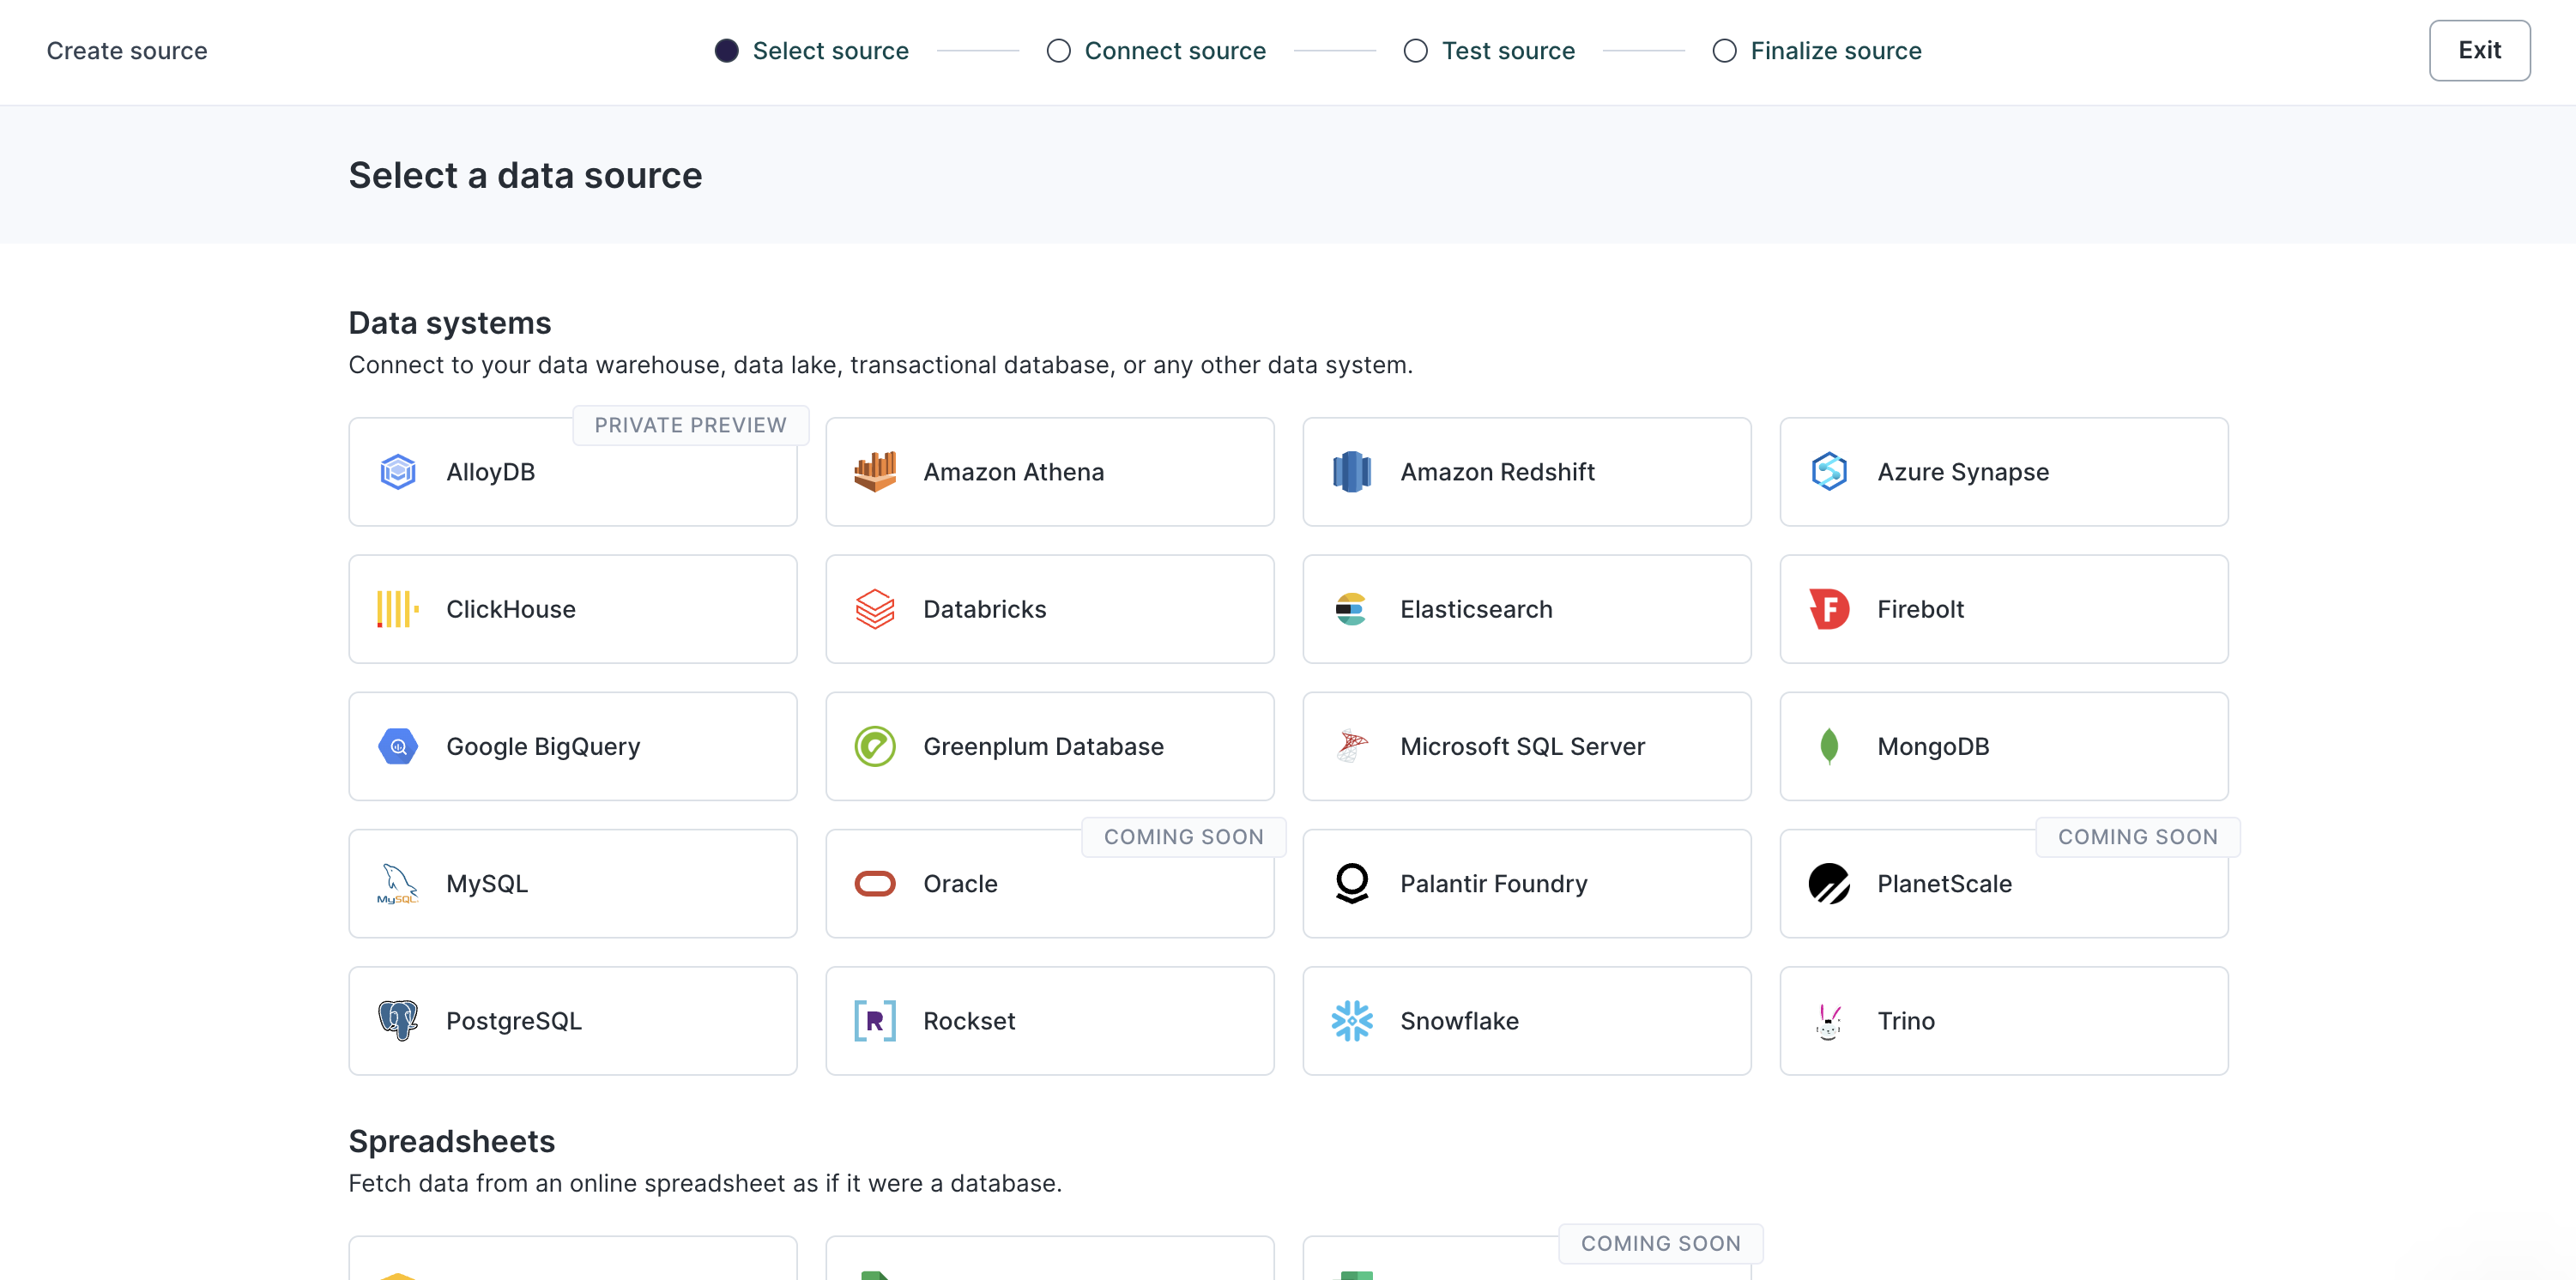 Create source
Select source
Connect source
Test source
Finalize source
Exit
Select a data source
Data systems
Connect to your data warehouse, data lake, transactional database, or any other data system.
PRIVATE PREVIEW
AlloyDB
Amazon Athena
Amazon Redshift
Azure Synapse
ClickHouse
Databricks
Elasticsearch
Firebolt
Google BigQuery
Greenplum Database
Microsoft SQL Server
MongoDB
MySQL
MySQL
COMING SOON
Oracle
Palantir Foundry
COMING SOON
PlanetScale
PostgreSQL
Rockset
Snowflake
Trino
Spreadsheets
Fetch data from an online spreadsheet as if it were a database.
COMING SOON